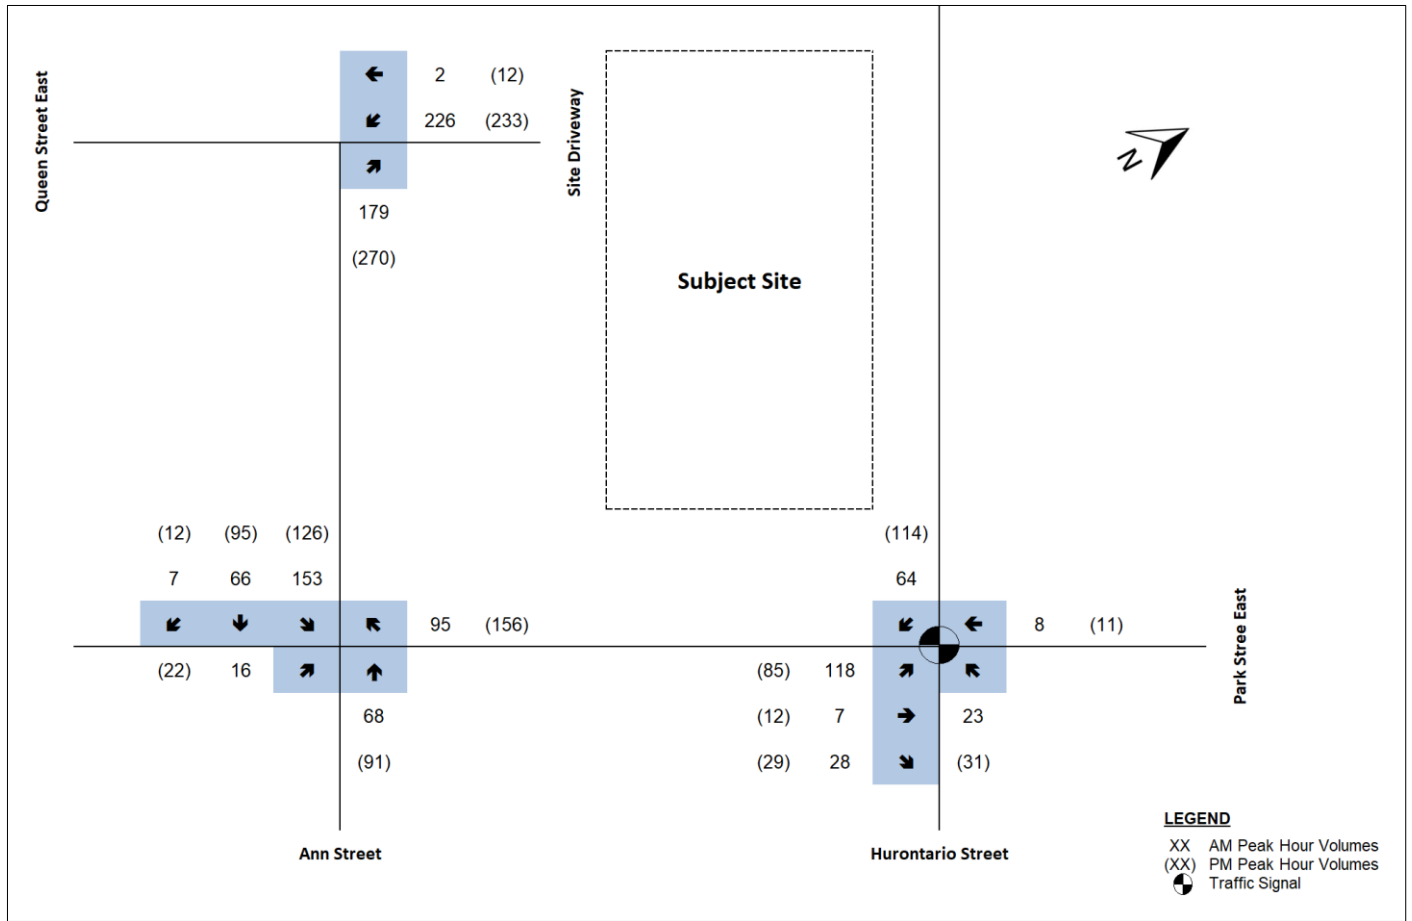 2 (12)
Queen Street East
226 (233)
Site Driveway
N
179
(270)
Subject Site
(12) (95) (126)
7 66 153
95 (156)
(22) 16
68
(91)
(114)
64
8 (11)
(85) 118
(12) 7 23
(29) 28 (31)
Park Stree East
Ann Street
Hurontario Street
LEGEND
XX AM Peak Hour Volumes
(XX) PM Peak Hour Volumes
Traffic Signal